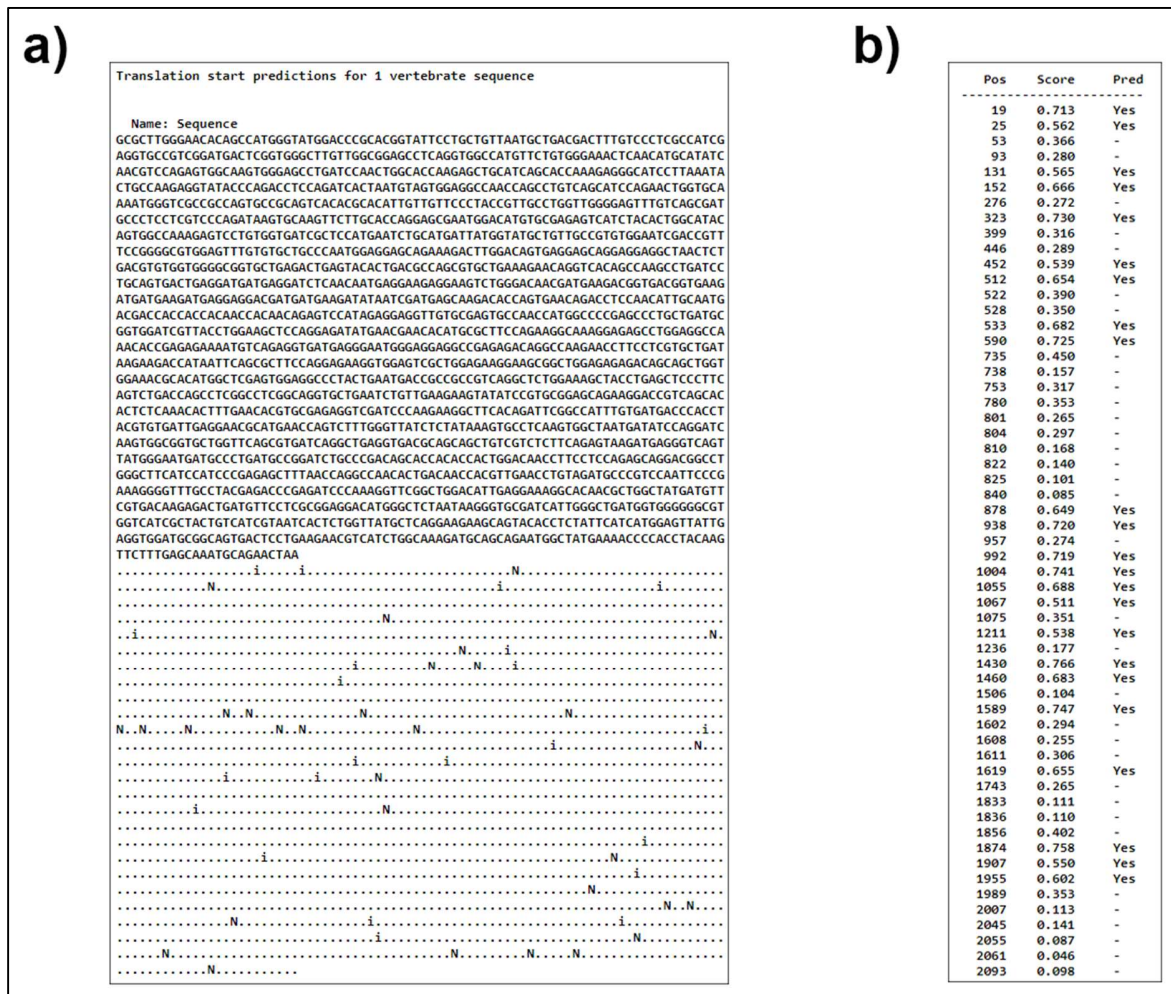 a)
Translation start predictions for 1 vertebrate sequence
Name: Sequence
GCGCTTGGGAACACAGCCATGGGTATGGACCCGCACGGTATTCCTGCTGTTAATGCTGACGACTTTGTCCCTCGCCATCG
AGGTGCCGTCGGATGACTCGGTGGGCTTGTTGGCGGAGCCTCAGGTGGCCATGTTCTGTGGGAAACTCAACATGCATATC
AACGTCCAGAGTGGCAAGTGGGAGCCTGATCCAACTGGCACCAAGAGCTGCATCAGCACCAAAGAGGGCATCCTTAAATA
CTGCCAAGAGGTATACCCAGACCTCCAGATCACTAATGTAGTGGAGGCCAACCAGCCTGTCAGCATCCAGAACTGGTGCA
AAATGGGTCGCCGCCAGTGCCGCAGTCACGCACATTGTTGTTCCCTACCGTTGCCTGGTTGGGGAGTTTGTCAGCGAT
GCCCTCCTCGTCCCAGATAAGTGCAAGTTCTTGCACCAGGAGCGAATGGACATGTGCGAGAGTCATCTACACTGGCATAC
AGTGGCCAAAGAGTCCTGTGGTGATCGCTCCATGAATCTGCATGATTATGGTATGCTGTTGCCGTGTGGAATCGACCGTT
TCCGGGGCGTGGAGTTTGTGTGCTGCCCAATGGAGGAGCAGAAAGACTTGGACAGTGAGGAGCAGGAGGAGGCTAACTCT
GACGTGTGGTGGGGCGGTGCTGAGACTGAGTACACTGACGCCAGCGTGCTGAAAGAACAGGTCACAGCCAAGCCTGATCC
TGCAGTGACTGAGGATGATGAGGATCTCAACAATGAGGAAGAGGAAGTCTGGGACAACGATGAAGACGGTGACGGTGAAG
ATGATGAAGATGAGGAGGACGATGATGAAGATATAATCGATGAGCAAGACACCAGTGAACAGACCTCCAACATTGCAATG
ACGACCACCACCACAACCACAACAGAGTCCATAGAGGAGGTTGTGCGAGTGCCAACCATGGCCCCGAGCCCTGCTGATGC
GGTGGATCGTTACCTGGAAGCTCCAGGAGATATGAACGAACACATGCGCTTCCAGAAGGCAAAGGAGAGCCTGGAGGCCA
AACACCGAGAGAAAATGTCAGAGGTGATGAGGGAATGGGAGGAGGCCGAGAGACAGGCCAAGAACCTTCCTCGTGCTGAT
AAGAAGACCATAATTCAGCGCTTCCAGGAGAAGGTGGAGTCGCTGGAGAAGGAAGCGGCTGGAGAGAGACAGCAGCTGGT
GGAAACGCACATGGCTCGAGTGGAGGCCCTACTGAATGACCGCCGCCGTCAGGCTCTGGAAAGCTACCTGAGCTCCCTTC
AGTCTGACCAGCCTCGGCCTCGGCAGGTGCTGAATCTGTTGAAGAAGTATATCCGTGCGGAGCAGAAGGACCGTCAGCAC
ACTCTCAAACACTTTGAACACGTGCGAGAGGTCGATCCCAAGAAGGCTTCACAGATTCGGCCATTTGTGATGACCCACCT
ACGTGTGATTGAGGAACGCATGAACCAGTCTTTGGGTTATCTCTATAAAGTGCCTCAAGTGGCTAATGATATCCAGGATC
AAGTGGCGGTGCTGGTTCAGCGTGATCAGGCTGAGGTGACGCAGCAGCTGTCGTCTCTTCAGAGTAAGATGAGGGTCAGT
TATGGGAATGATGCCCTGATGCCGGATCTGCCCGACAGCACCACACCACTGGACAACCTTCCTCCAGAGCAGGACGGCCT
GGGCTTCATCCATCCCGAGAGCTTTAACCAGGCCAACACTGACAACCACGTTGAACCTGTAGATGCCCGTCCAATTCCCG
AAAGGGGTTTGCCTACGAGACCCGAGATCCCAAAGGTTCGGCTGGACATTGAGGAAAGGCACAACGCTGGCTATGATGTT
CGTGACAAGAGACTGATGTTCCTCGCGGAGGACATGGGCTCTAATAAGGGTGCGATCATTGGGCTGATGGTGGGGGGCGT
GGTCATCGCTACTGTCATCGTAATCACTCTGGTTATGCTCAGGAAGAAGCAGTACACCTCTATTCATCATGGAGTTATTG
AGGTGGATGCGGCAGTGACTCCTGAAGAACGTCATCTGGCAAAGATGCAGCAGAATGGCTATGAAAACCCCACCTACAAG
TTCTTTGAGCAAATGCAGAACTAA
..................i.....i...........................N...........................
............N.....................................i....................i........
................................................................................
...................................N............................................
..i...........................................................................N.
.............................................N.....i............................
...............................i.........N.....N....i...........................
.............................i..................................................
................................................................................
..............N..N..............N..........................N....................
N..N.....N...........N..N..............N.....................................i..
.........................................................i..................N...
...............................i...........i....................................
..............i...........i.......N.............................................
................................................................................
..........i........................N............................................
................................................................................
.....................................................................i..........
...................i.............................................N..............
....................................................................i...........
..............................................................N.................
........................................................................N..N....
...............N.................i................................i.............
..................................i.................................N...........
......N.....................................N.........N.....N...................
............N...........
b)
Pos Score Pred
------------------------
19 0.713 Yes
25 0.562 Yes
53 0.366 -
93 0.280 -
131 0.565 Yes
152 0.666 Yes
276 0.272 -
323 0.730 Yes
399 0.316 -
446 0.289 -
452 0.539 Yes
512 0.654 Yes
522 0.390 -
528 0.350 -
533 0.682 Yes
590 0.725 Yes
735 0.450 -
738 0.157 -
753 0.317 -
780 0.353 -
801 0.265 -
804 0.297 -
810 0.168 -
822 0.140 -
825 0.101 -
840 0.085 -
878 0.649 Yes
938 0.720 Yes
957 0.274 -
992 0.719 Yes
1004 0.741 Yes
1055 0.688 Yes
1067 0.511 Yes
1075 0.351 -
1211 0.538 Yes
1236 0.177 -
1430 0.766 Yes
1460 0.683 Yes
1506 0.104 -
1589 0.747 Yes
1602 0.294 -
1608 0.255 -
1611 0.306 -
1619 0.655 Yes
1743 0.265 -
1833 0.111 -
1836 0.110 -
1856 0.402 -
1874 0.758 Yes
1907 0.550 Yes
1955 0.602 Yes
1989 0.353 -
2007 0.113 -
2045 0.141 -
2055 0.087 -
2061 0.046 -
2093 0.098 -